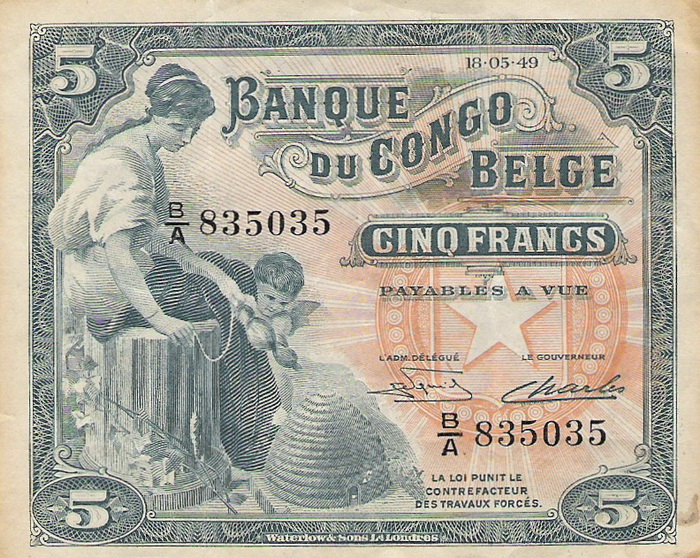 5
5
18·05·49
BANQUE
DU CONGO
BELGE
B/A 835035
CINQ FRANCS
PAYABLES A VUE
L'ADM. DÉLÉGUÉ
LE GOUVERNEUR
Charles
B/A 835035
LA LOI PUNIT LE
CONTREFACTEUR
DES TRAVAUX FORCÉS.
5
5
Waterlow & Sons Ld Londres